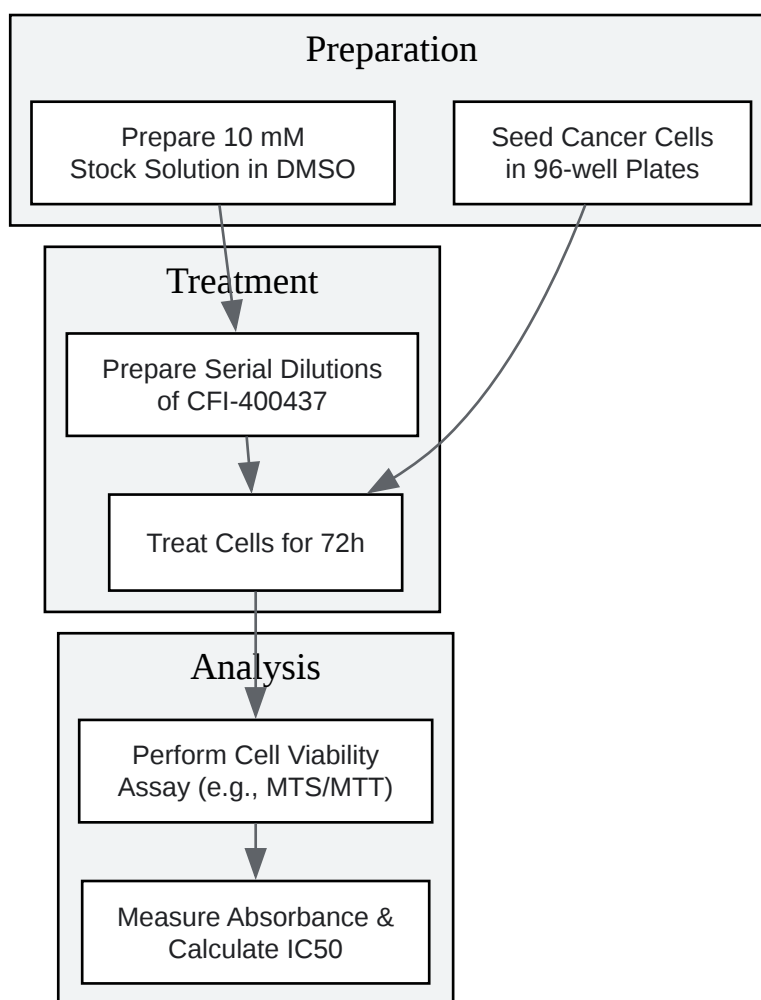 Preparation
Prepare 10 mM
Stock Solution in DMSO
Seed Cancer Cells
in 96-well Plates
Treatment
Prepare Serial Dilutions
of CFI-400437
Treat Cells for 72h
Analysis
Perform Cell Viability
Assay (e.g., MTS/MTT)
Measure Absorbance &
Calculate IC50